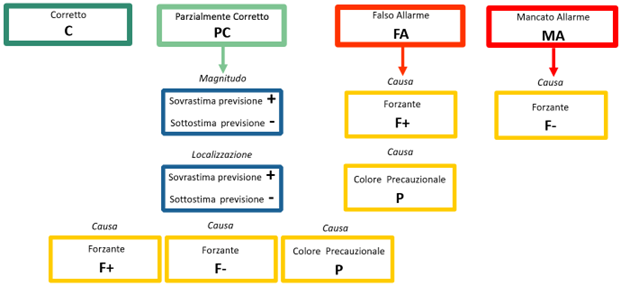 Corretto
C
Parzialmente Corretto
PC
Falso Allarme
FA
Mancato Allarme
MA
Magnitudo
Sovrastima previsione +
Sottostima previsione -
Localizzazione
Sovrastima previsione +
Sottostima previsione -
Causa
Forzante
F+
Causa
Forzante
F-
Causa
Colore Precauzionale
P
Causa
Forzante
F+
Causa
Colore Precauzionale
P
Causa
Forzante
F-